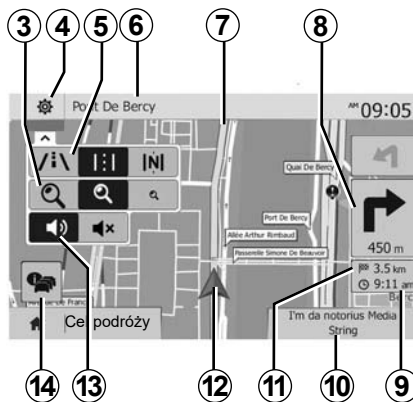 3
4
5
6
7
8
Pont De Bercy
AM 09:05
N
Quai De Bercy
Port De Bercy
Allée Arthur Rimbaud
Passerelle Simone De Beauvoir
450 m
3.5 km
9:11 am
Berc
Cel podróży
I'm da notorius Media
String
14
13
12
11
10
9